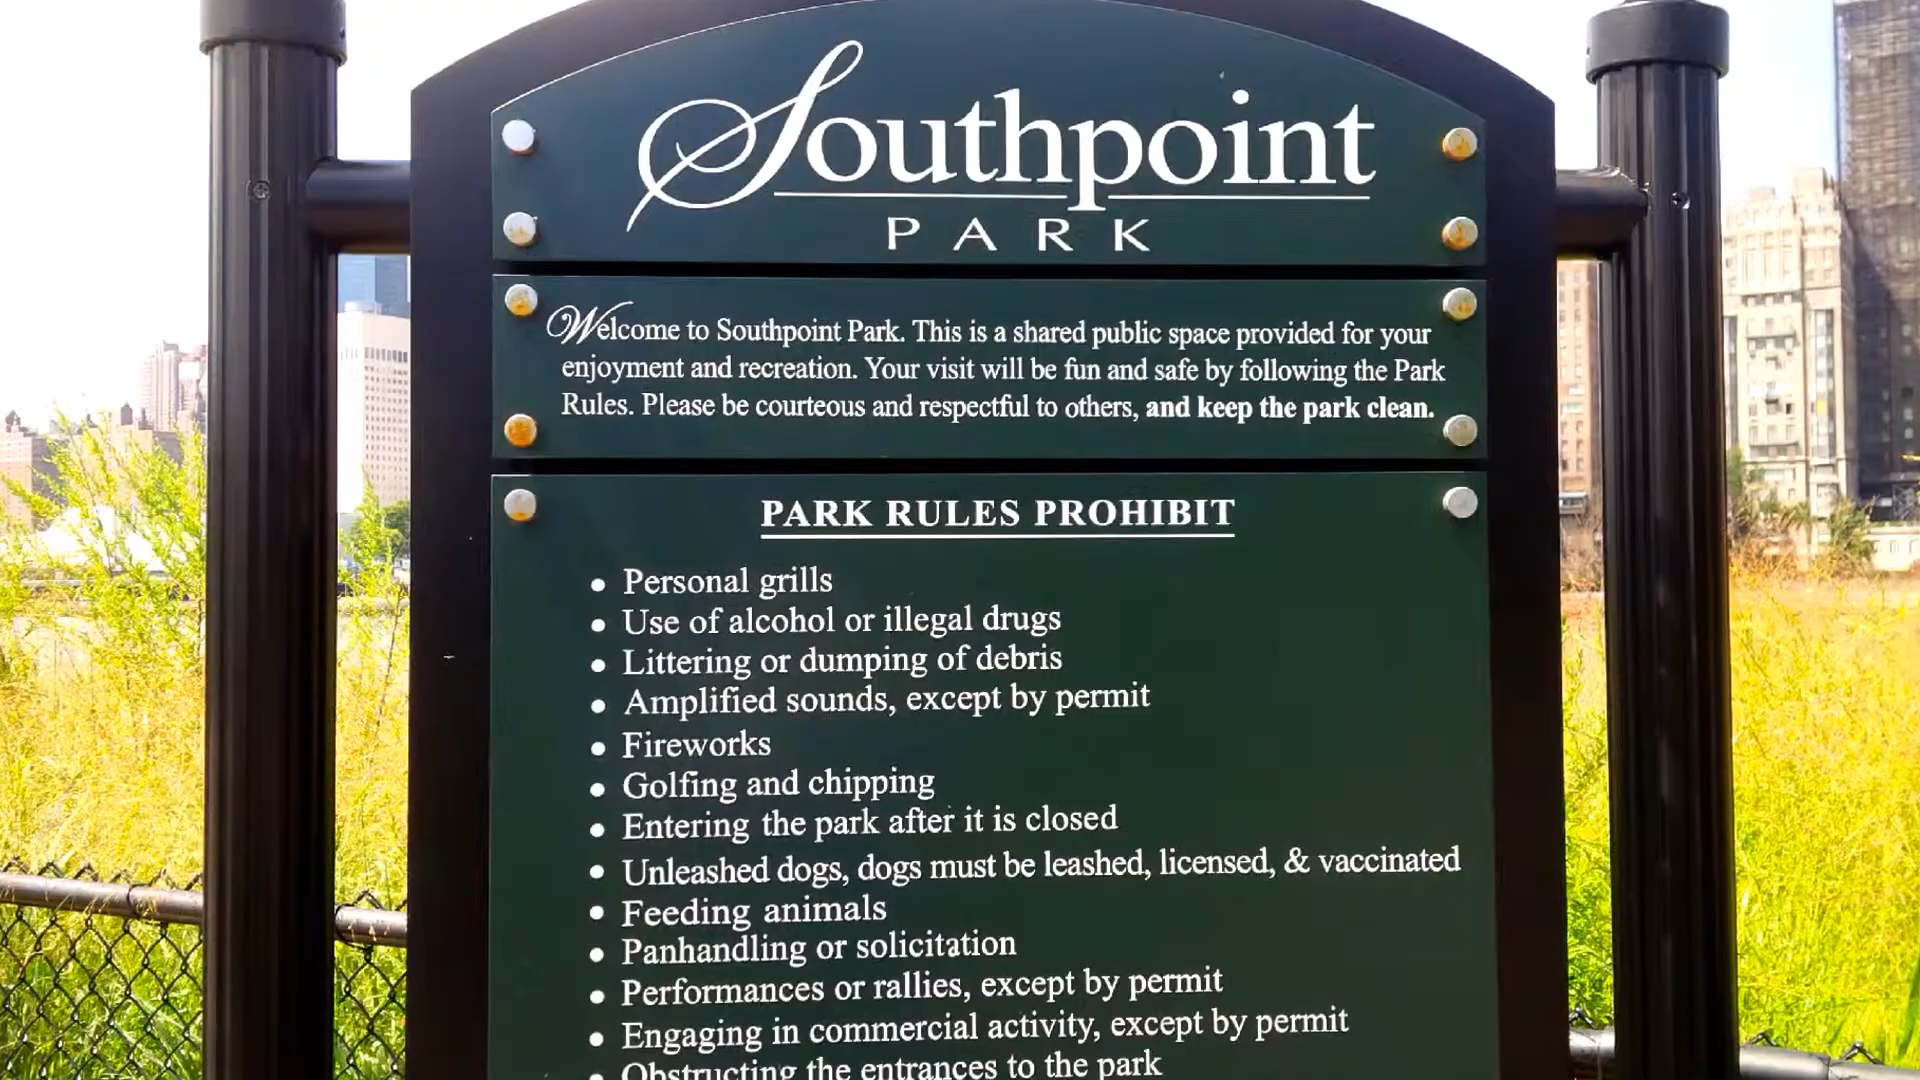 Southpoint
PARK
Welcome to Southpoint Park. This is a shared public space provided for your
enjoyment and recreation. Your visit will be fun and safe by following the Park
Rules. Please be courteous and respectful to others, and keep the park clean.
PARK RULES PROHIBIT
• Personal grills
• Use of alcohol or illegal drugs
• Littering or dumping of debris
• Amplified sounds, except by permit
• Fireworks
• Golfing and chipping
• Entering the park after it is closed
• Unleashed dogs, dogs must be leashed, licensed, & vaccinated
• Feeding animals
• Panhandling or solicitation
• Performances or rallies, except by permit
• Engaging in commercial activity, except by permit
• Obstructing the entrances to the park